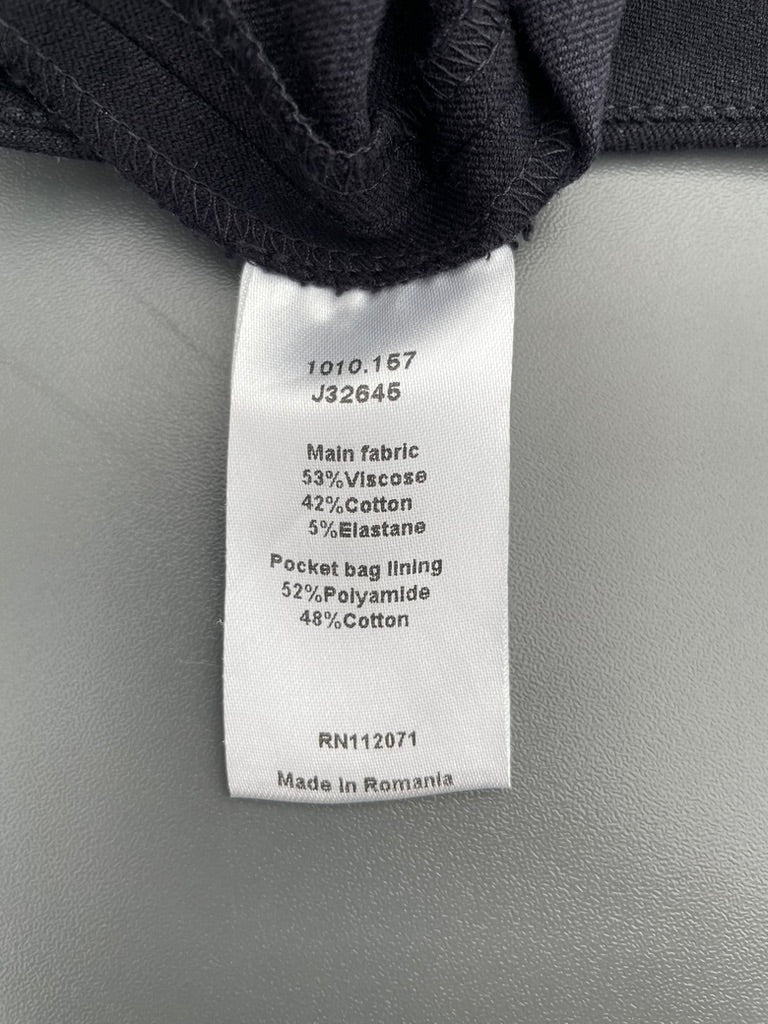 1010.157
J32645
Main fabric
53%Viscose
42%Cotton
5%Elastane
Pocket bag lining
52%Polyamide
48%Cotton
RN112071
Made in Romania